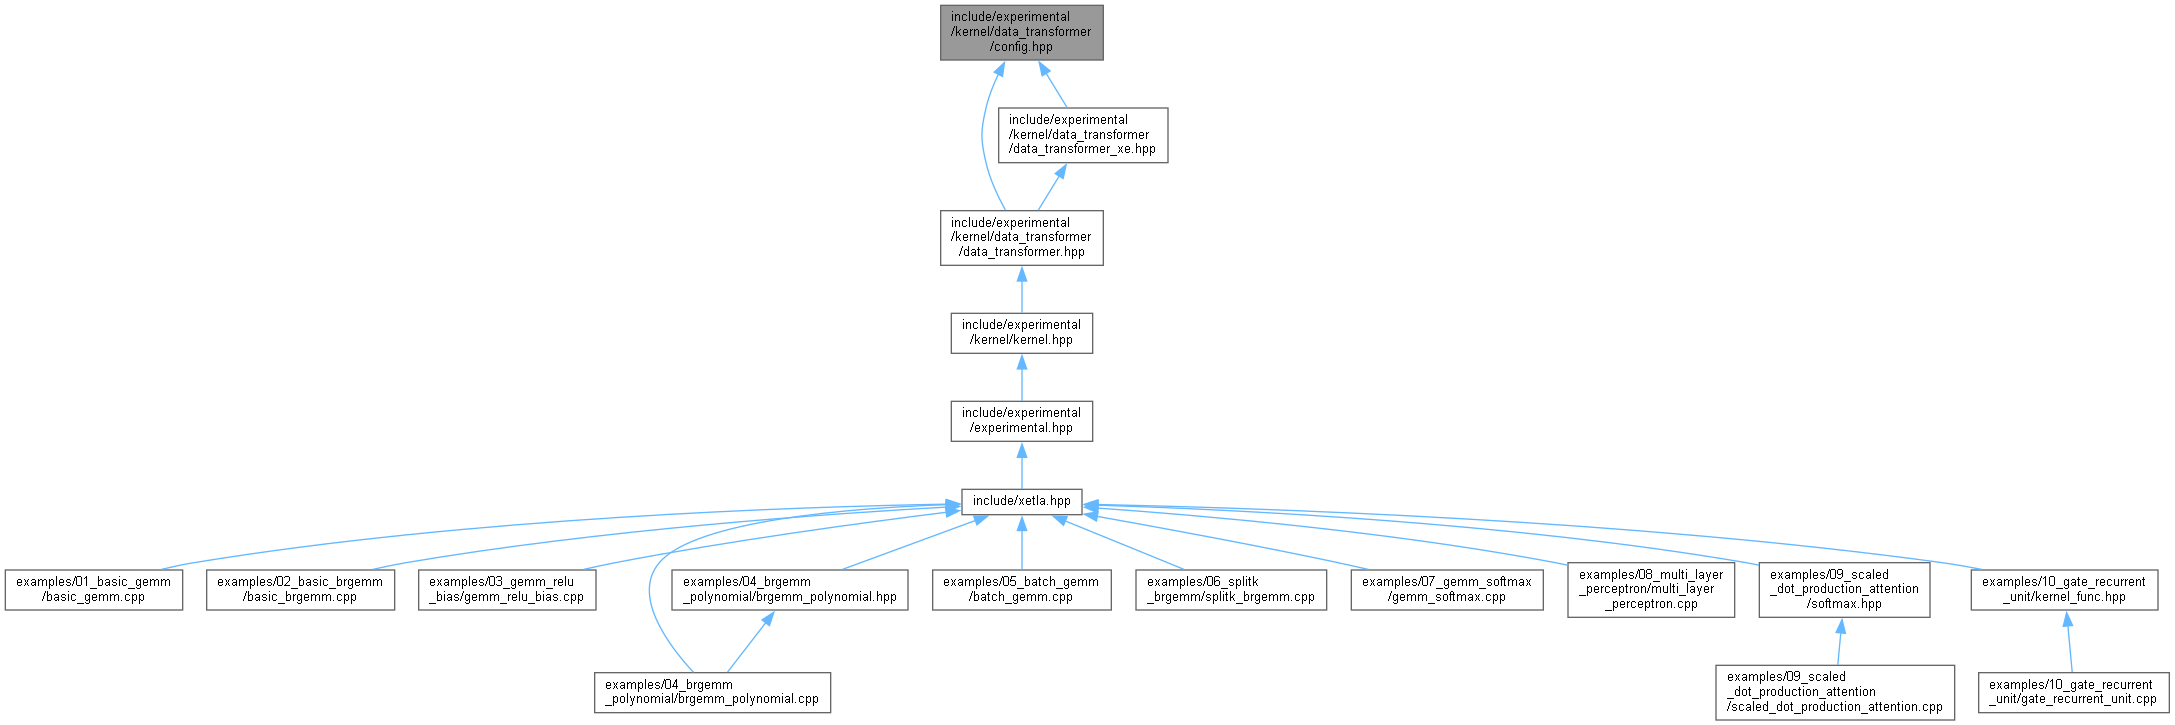 include/experimental
/kernel/data_transformer
/config.hpp
include/experimental
/kernel/data_transformer
/data_transformer_xe.hpp
include/experimental
/kernel/data_transformer
/data_transformer.hpp
include/experimental
/kernel/kernel.hpp
include/experimental
/experimental.hpp
include/xetla.hpp
examples/01_basic_gemm
/basic_gemm.cpp
examples/02_basic_brgemm
/basic_brgemm.cpp
examples/03_gemm_relu
_bias/gemm_relu_bias.cpp
examples/04_brgemm
_polynomial/brgemm_polynomial.hpp
examples/05_batch_gemm
/batch_gemm.cpp
examples/06_splitk
_brgemm/splitk_brgemm.cpp
examples/07_gemm_softmax
/gemm_softmax.cpp
examples/08_multi_layer
_perceptron/multi_layer
_perceptron.cpp
examples/09_scaled
_dot_production_attention
/softmax.hpp
examples/10_gate_recurrent
_unit/kernel_func.hpp
examples/04_brgemm
_polynomial/brgemm_polynomial.cpp
examples/09_scaled
_dot_production_attention
/scaled_dot_production_attention.cpp
examples/10_gate_recurrent
_unit/gate_recurrent_unit.cpp